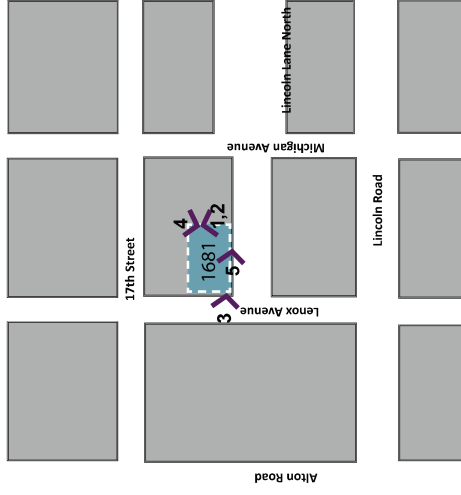 Lincoln Lane North
Michigan Avenue
4
1,2
17th Street
1681
Lincoln Road
5
3
Lenox Avenue
Alton Road